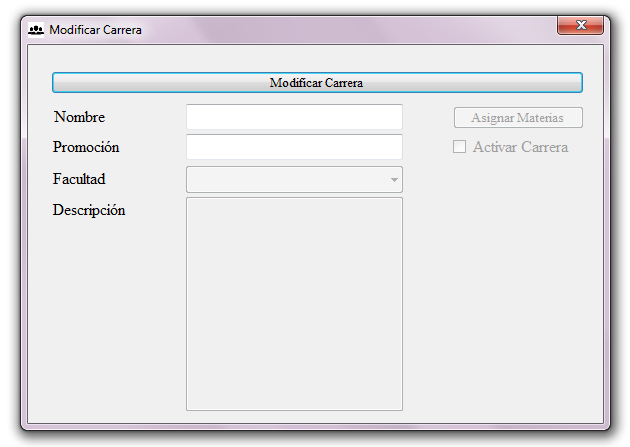 Modificar Carrera
Modificar Carrera
Nombre
Asignar Materias
Promoción
Activar Carrera
Facultad
Descripción